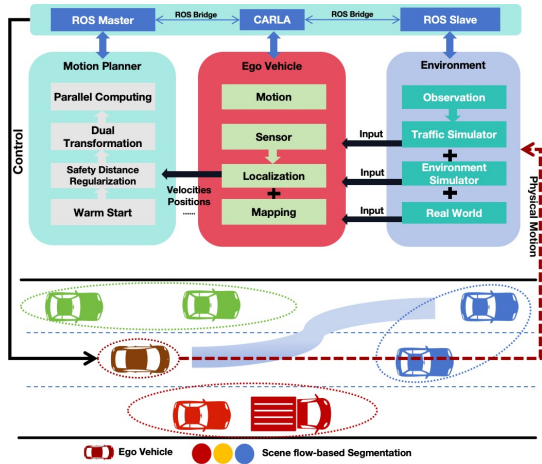 ROS Master
ROS Bridge
CARLA
ROS Bridge
ROS Slave
Control
Motion Planner
Parallel Computing
Dual
Transformation
Safety Distance
Regularization
Warm Start
Velocities
Positions
......
Ego Vehicle
Motion
Sensor
Localization
+
Mapping
Input
Input
Input
Environment
Observation
Traffic Simulator
+
Environment
Simulator
+
Real World
Physical Motion
Ego Vehicle
Scene flow-based Segmentation